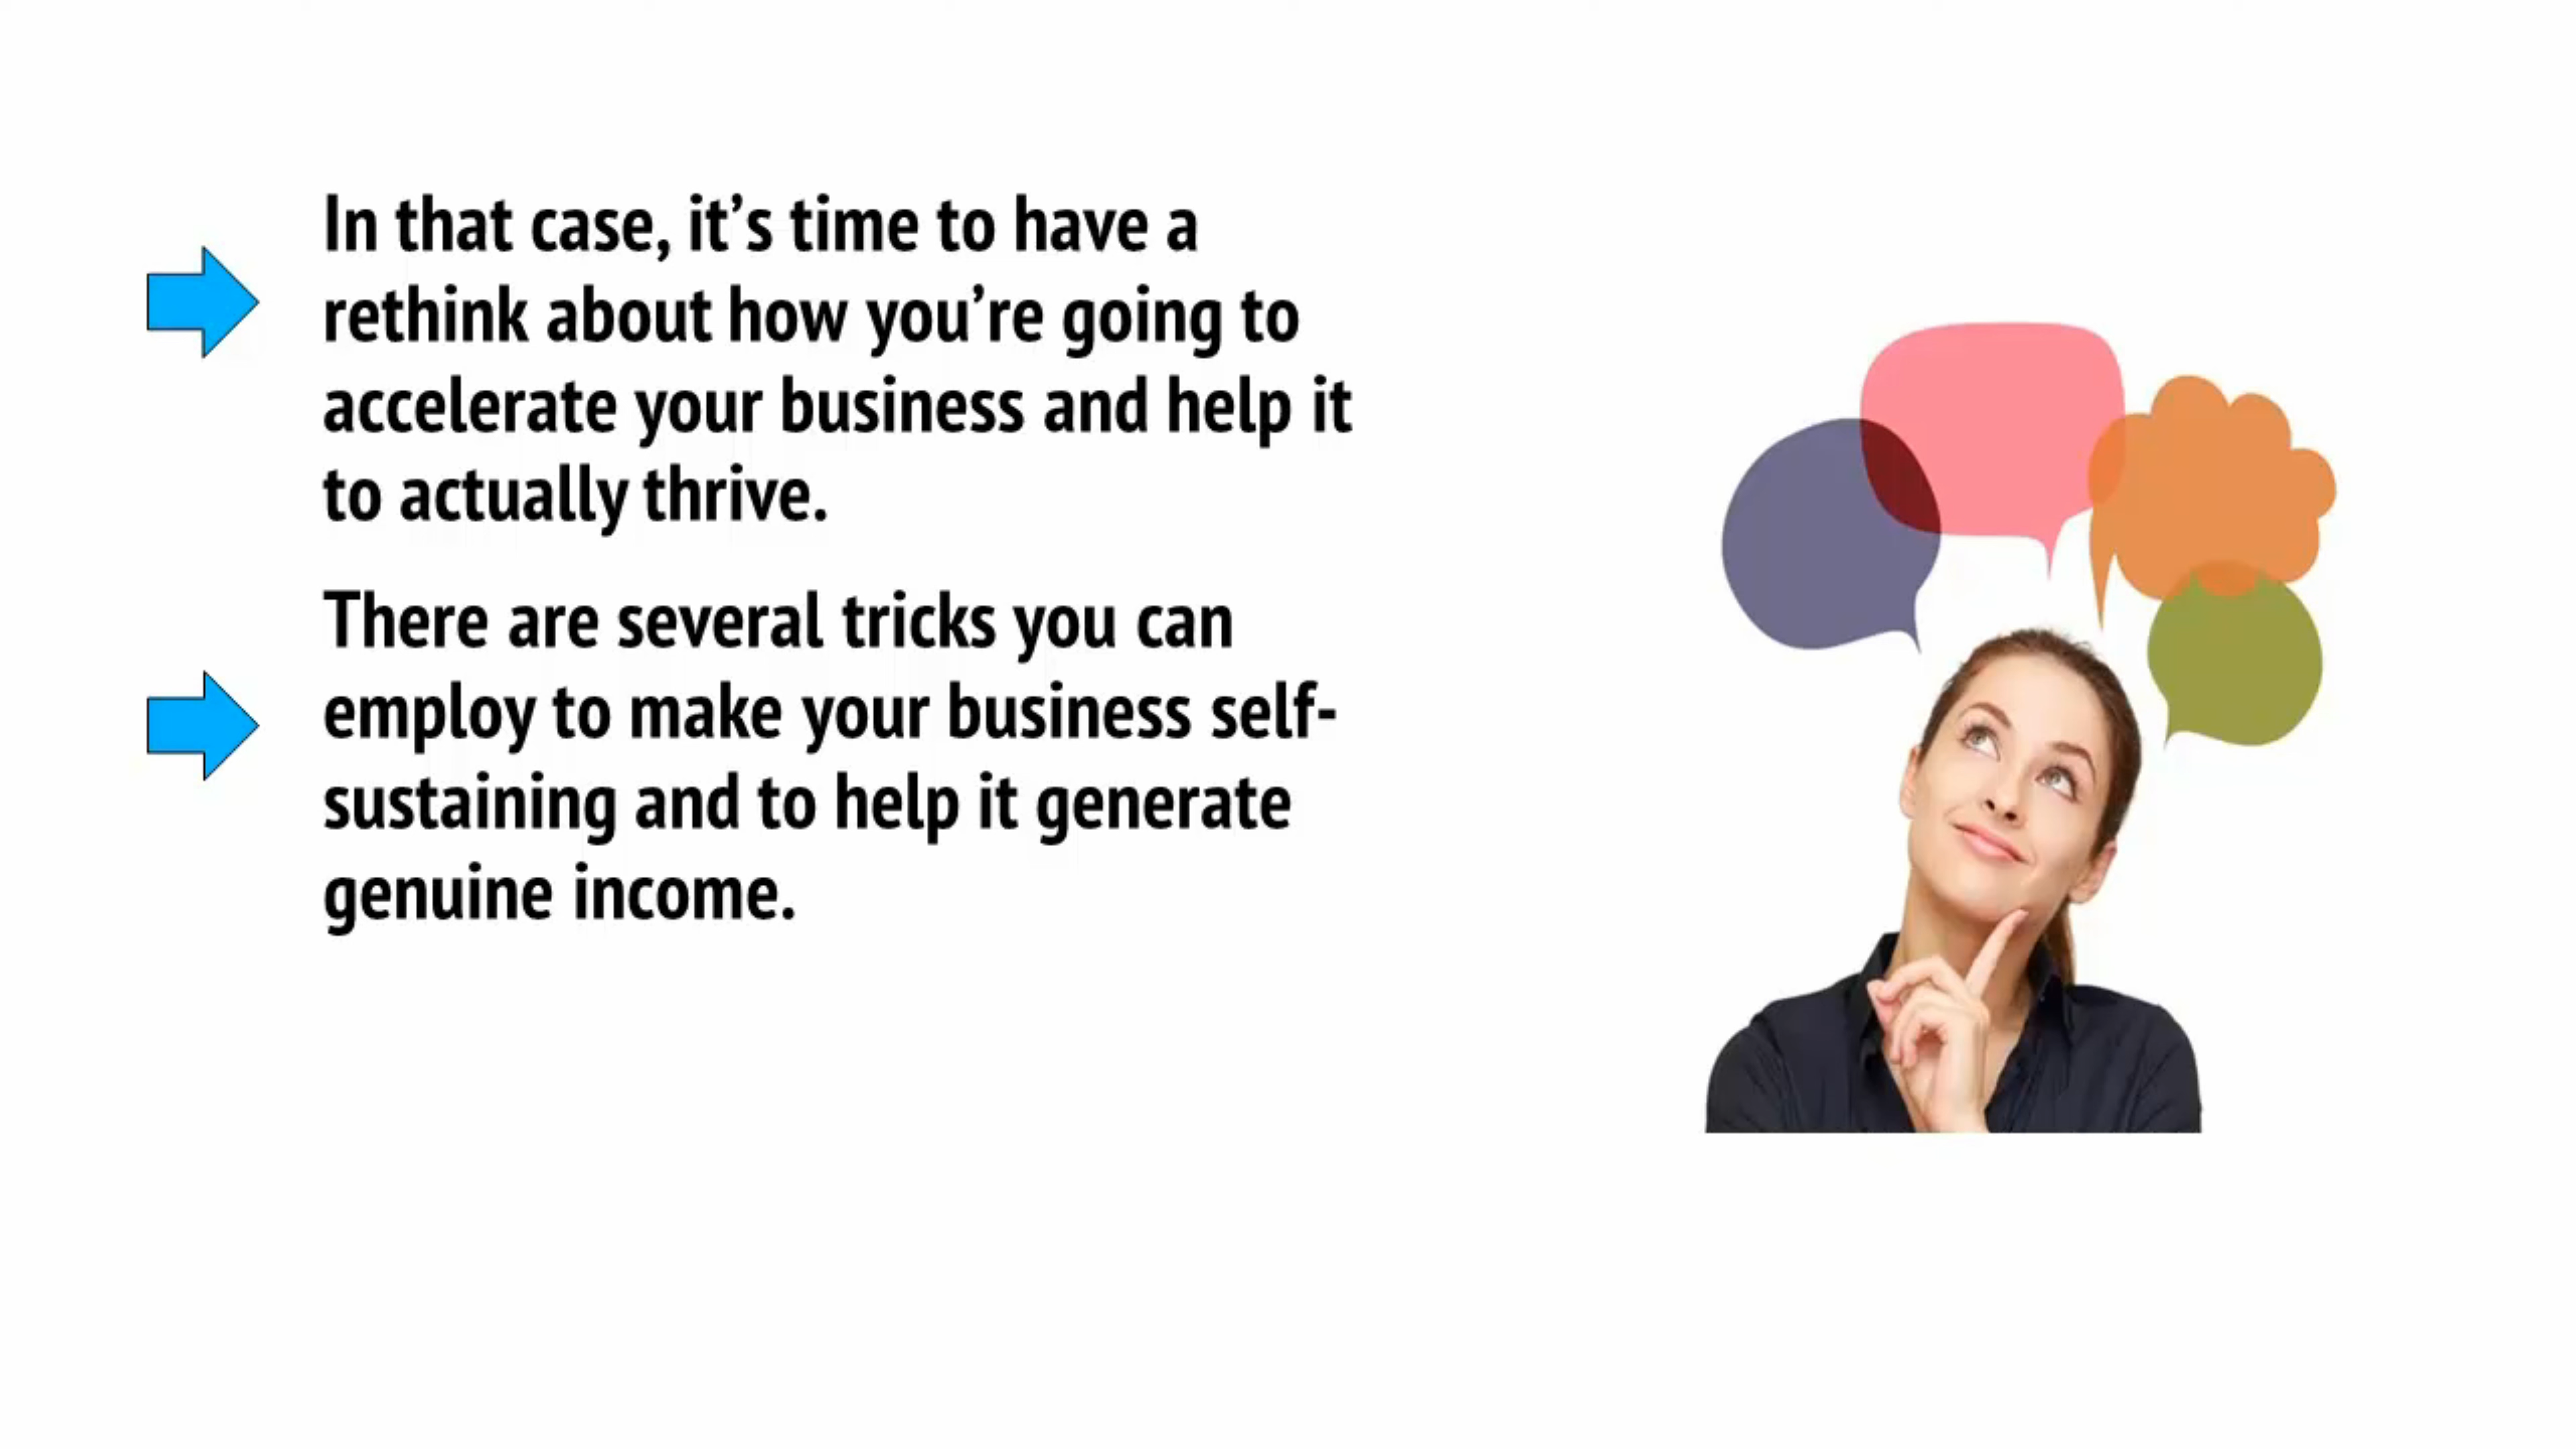 In that case, it’s time to have a
rethink about how you’re going to
accelerate your business and help it
to actually thrive.
There are several tricks you can
employ to make your business self-
sustaining and to help it generate
genuine income.